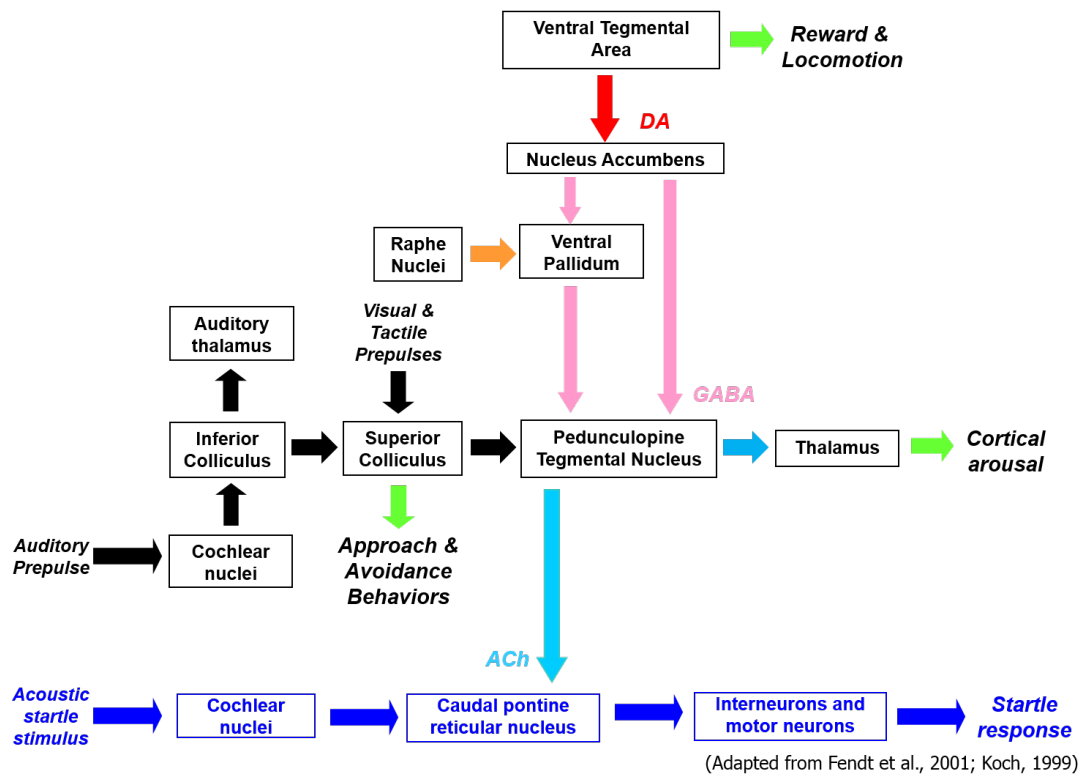 Ventral Tegmental
Area
Reward &
Locomotion
DA
Nucleus Accumbens
Raphe
Nuclei
Ventral
Pallidum
Visual &
Tactile
Prepulses
Auditory
thalamus
GABA
Inferior
Colliculus
Superior
Colliculus
Pedunculopine
Tegmental Nucleus
Thalamus
Cortical
arousal
Auditory
Prepulse
Cochlear
nuclei
Approach &
Avoidance
Behaviors
ACh
Acoustic
startle
stimulus
Cochlear
nuclei
Caudal pontine
reticular nucleus
Interneurons and
motor neurons
Startle
response
(Adapted from Fendt et al., 2001; Koch, 1999)